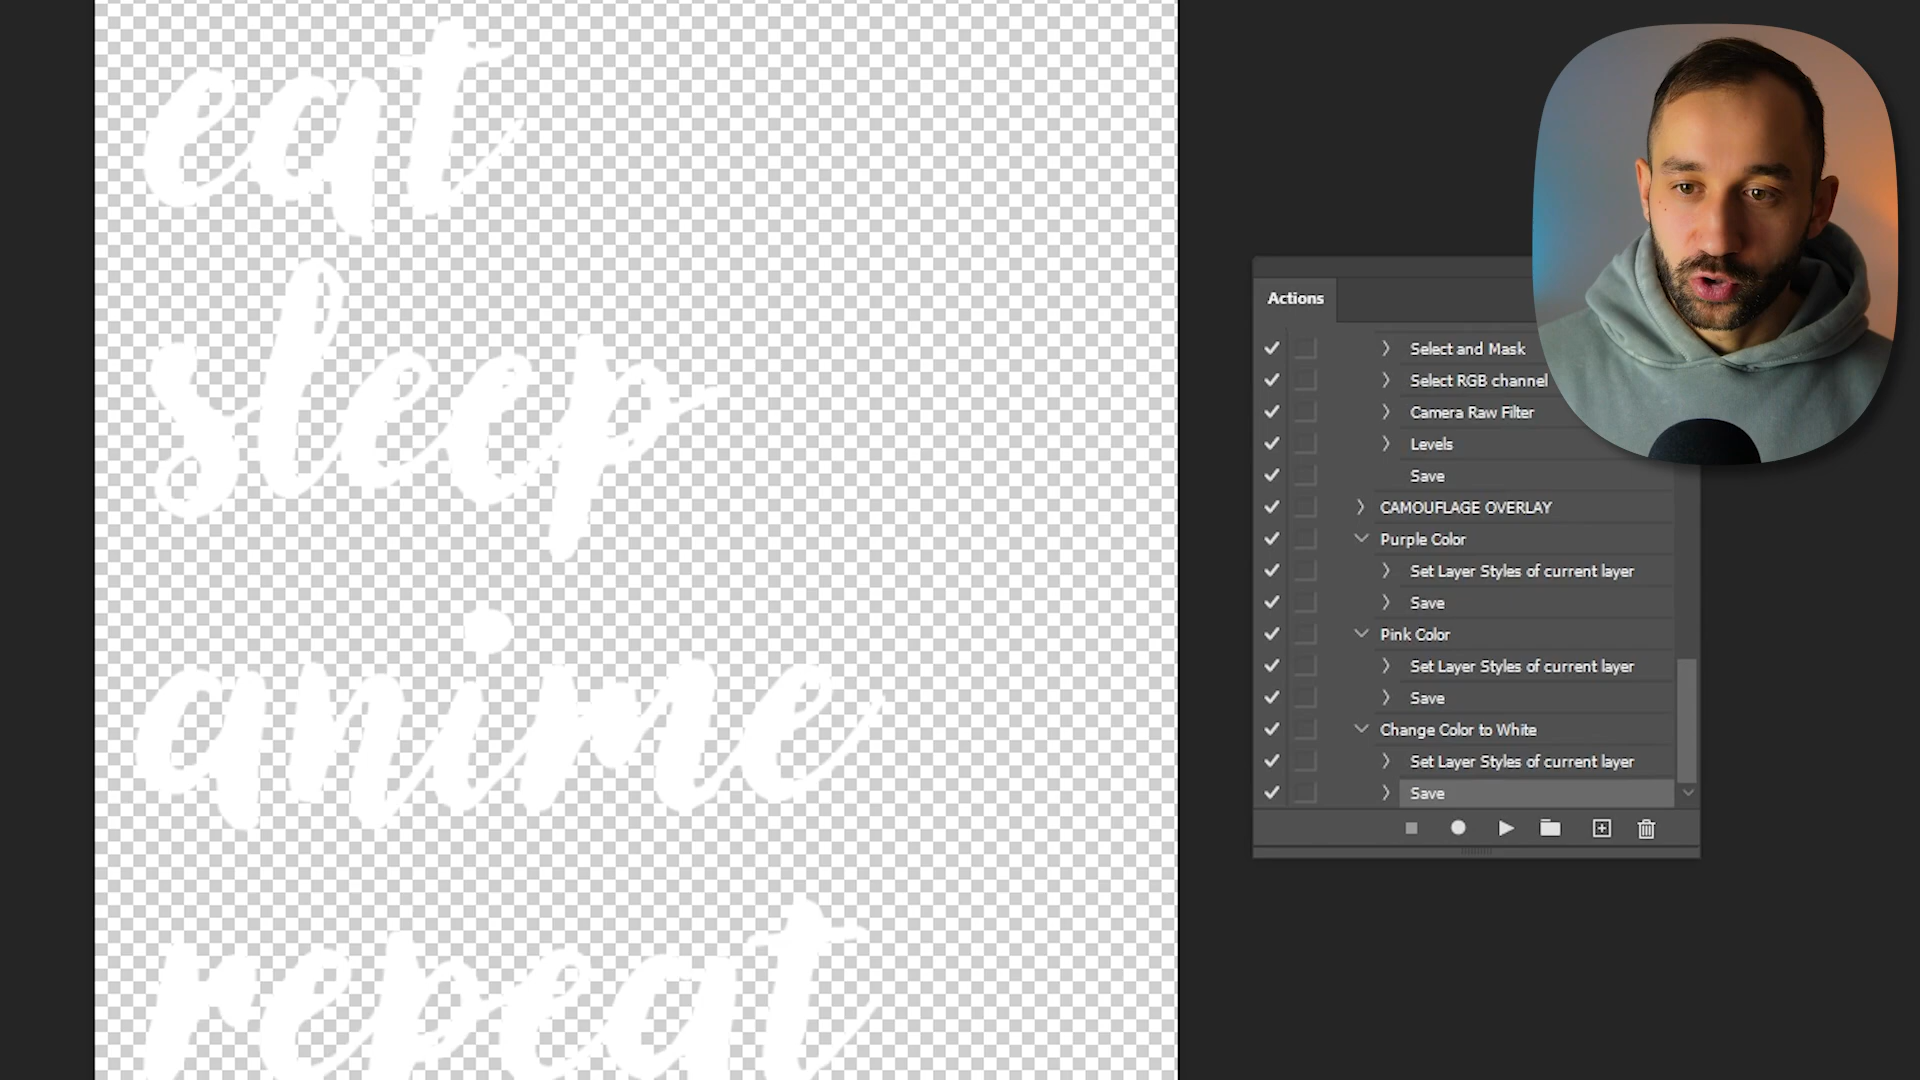 eat
sleep
anime
repeat
Actions
Select and Mask
Select RGB channel
Camera Raw Filter
Levels
Save
CAMOUFLAGE OVERLAY
Purple Color
Set Layer Styles of current layer
Save
Pink Color
Set Layer Styles of current layer
Save
Change Color to White
Set Layer Styles of current layer
Save